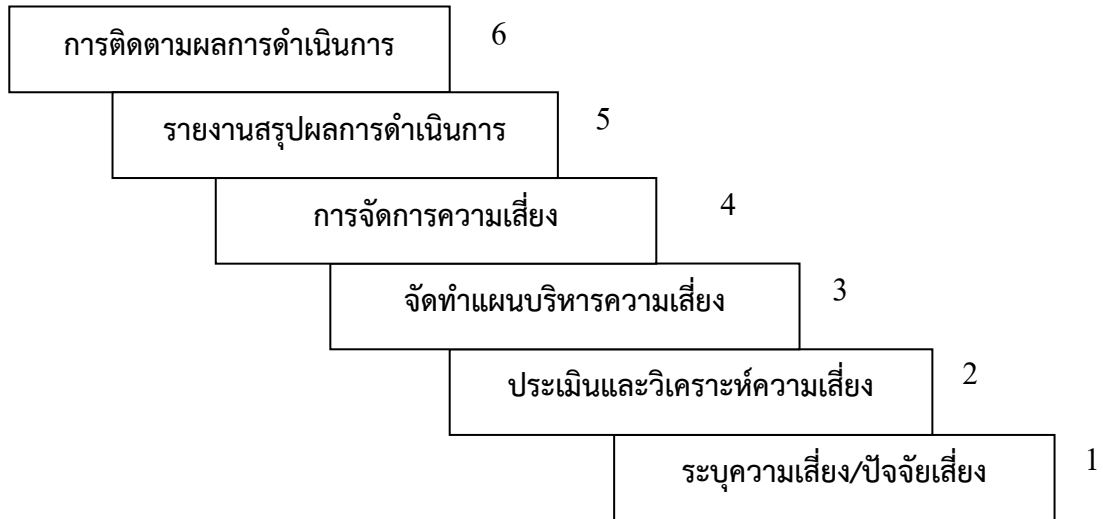 การติดตามผลการดำเนินการ 6
รายงานสรุปผลการดำเนินการ 5
การจัดการความเสี่ยง 4
จัดทำแผนบริหารความเสี่ยง 3
ประเมินและวิเคราะห์ความเสี่ยง 2
ระบุความเสี่ยง/ปัจจัยเสี่ยง 1